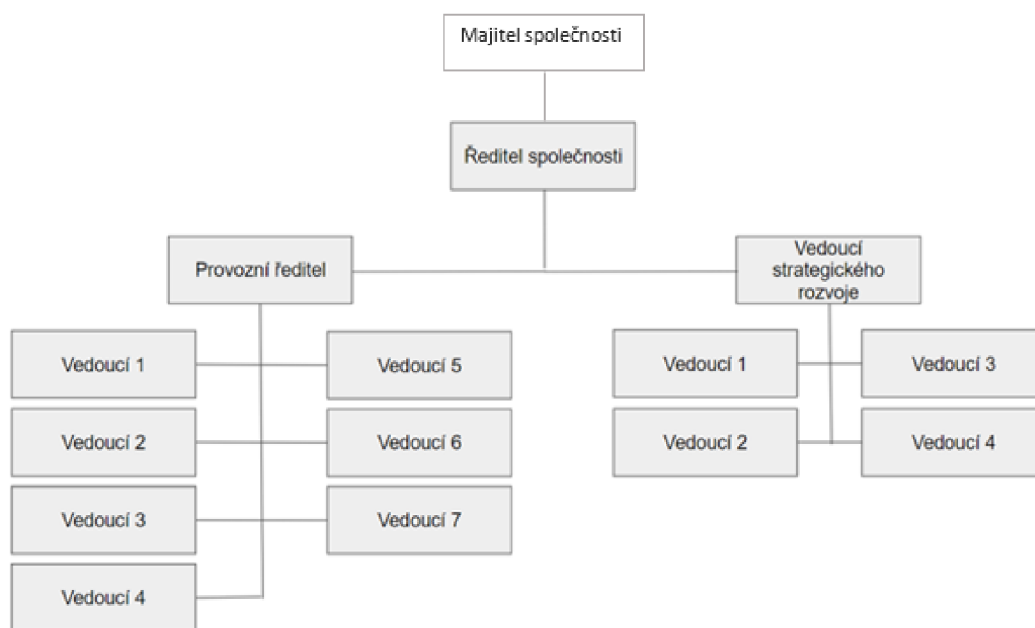 Majitel společnosti
Ředitel společnosti
Provozní ředitel
Vedoucí
strategického
rozvoje
Vedoucí 1
Vedoucí 5
Vedoucí 2
Vedoucí 6
Vedoucí 3
Vedoucí 7
Vedoucí 4
Vedoucí 1
Vedoucí 3
Vedoucí 2
Vedoucí 4